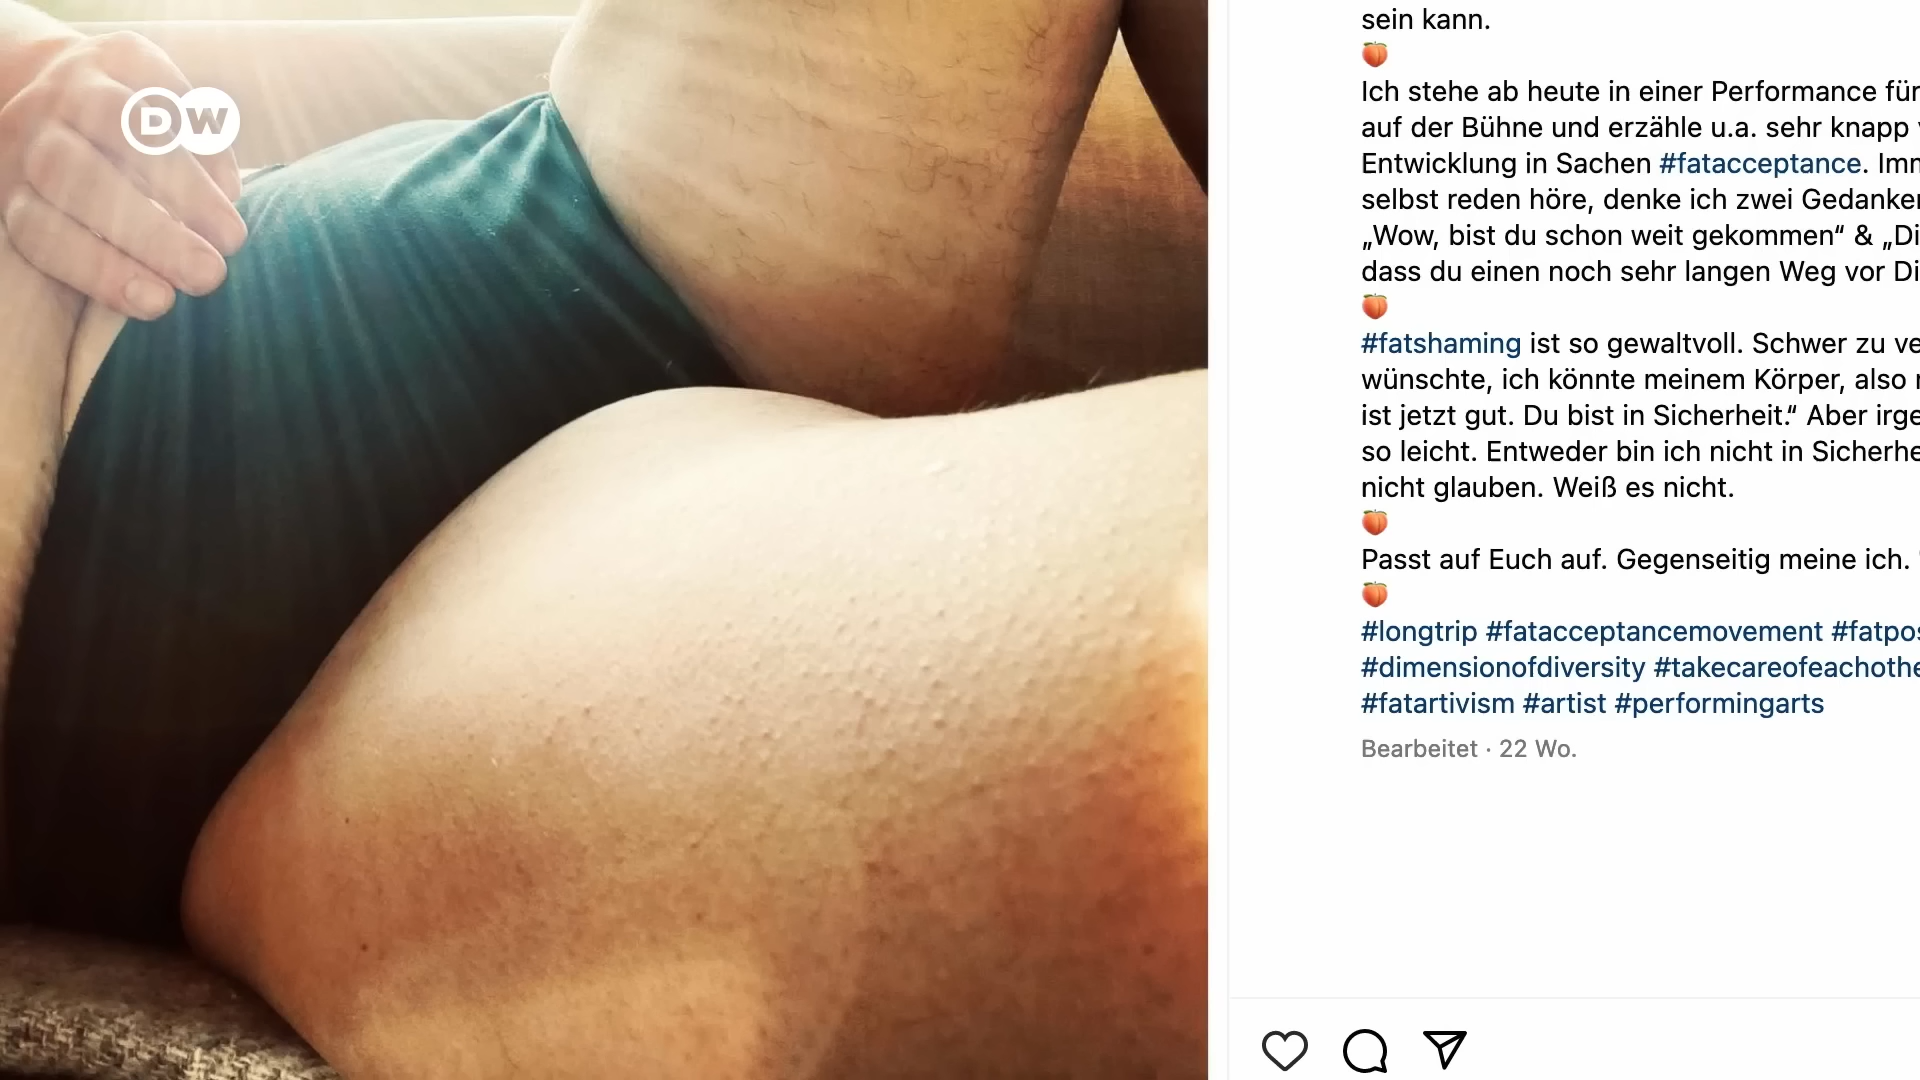 DW
sein kann.
🍑
Ich stehe ab heute in einer Performance für
auf der Bühne und erzähle u.a. sehr knapp
Entwicklung in Sachen #fatacceptance. Imm
selbst reden höre, denke ich zwei Gedanken
„Wow, bist du schon weit gekommen“ & „Di
dass du einen noch sehr langen Weg vor Di
🍑
#fatshaming ist so gewaltvoll. Schwer zu ve
wünschte, ich könnte meinem Körper, also
ist jetzt gut. Du bist in Sicherheit.“ Aber irge
so leicht. Entweder bin ich nicht in Sicherhe
nicht glauben. Weiß es nicht.
🍑
Passt auf Euch auf. Gegenseitig meine ich.
🍑
#longtrip #fatacceptancemovement #fatpos
#dimensionofdiversity #takecareofeachothe
#fatartivism #artist #performingarts
Bearbeitet · 22 Wo.